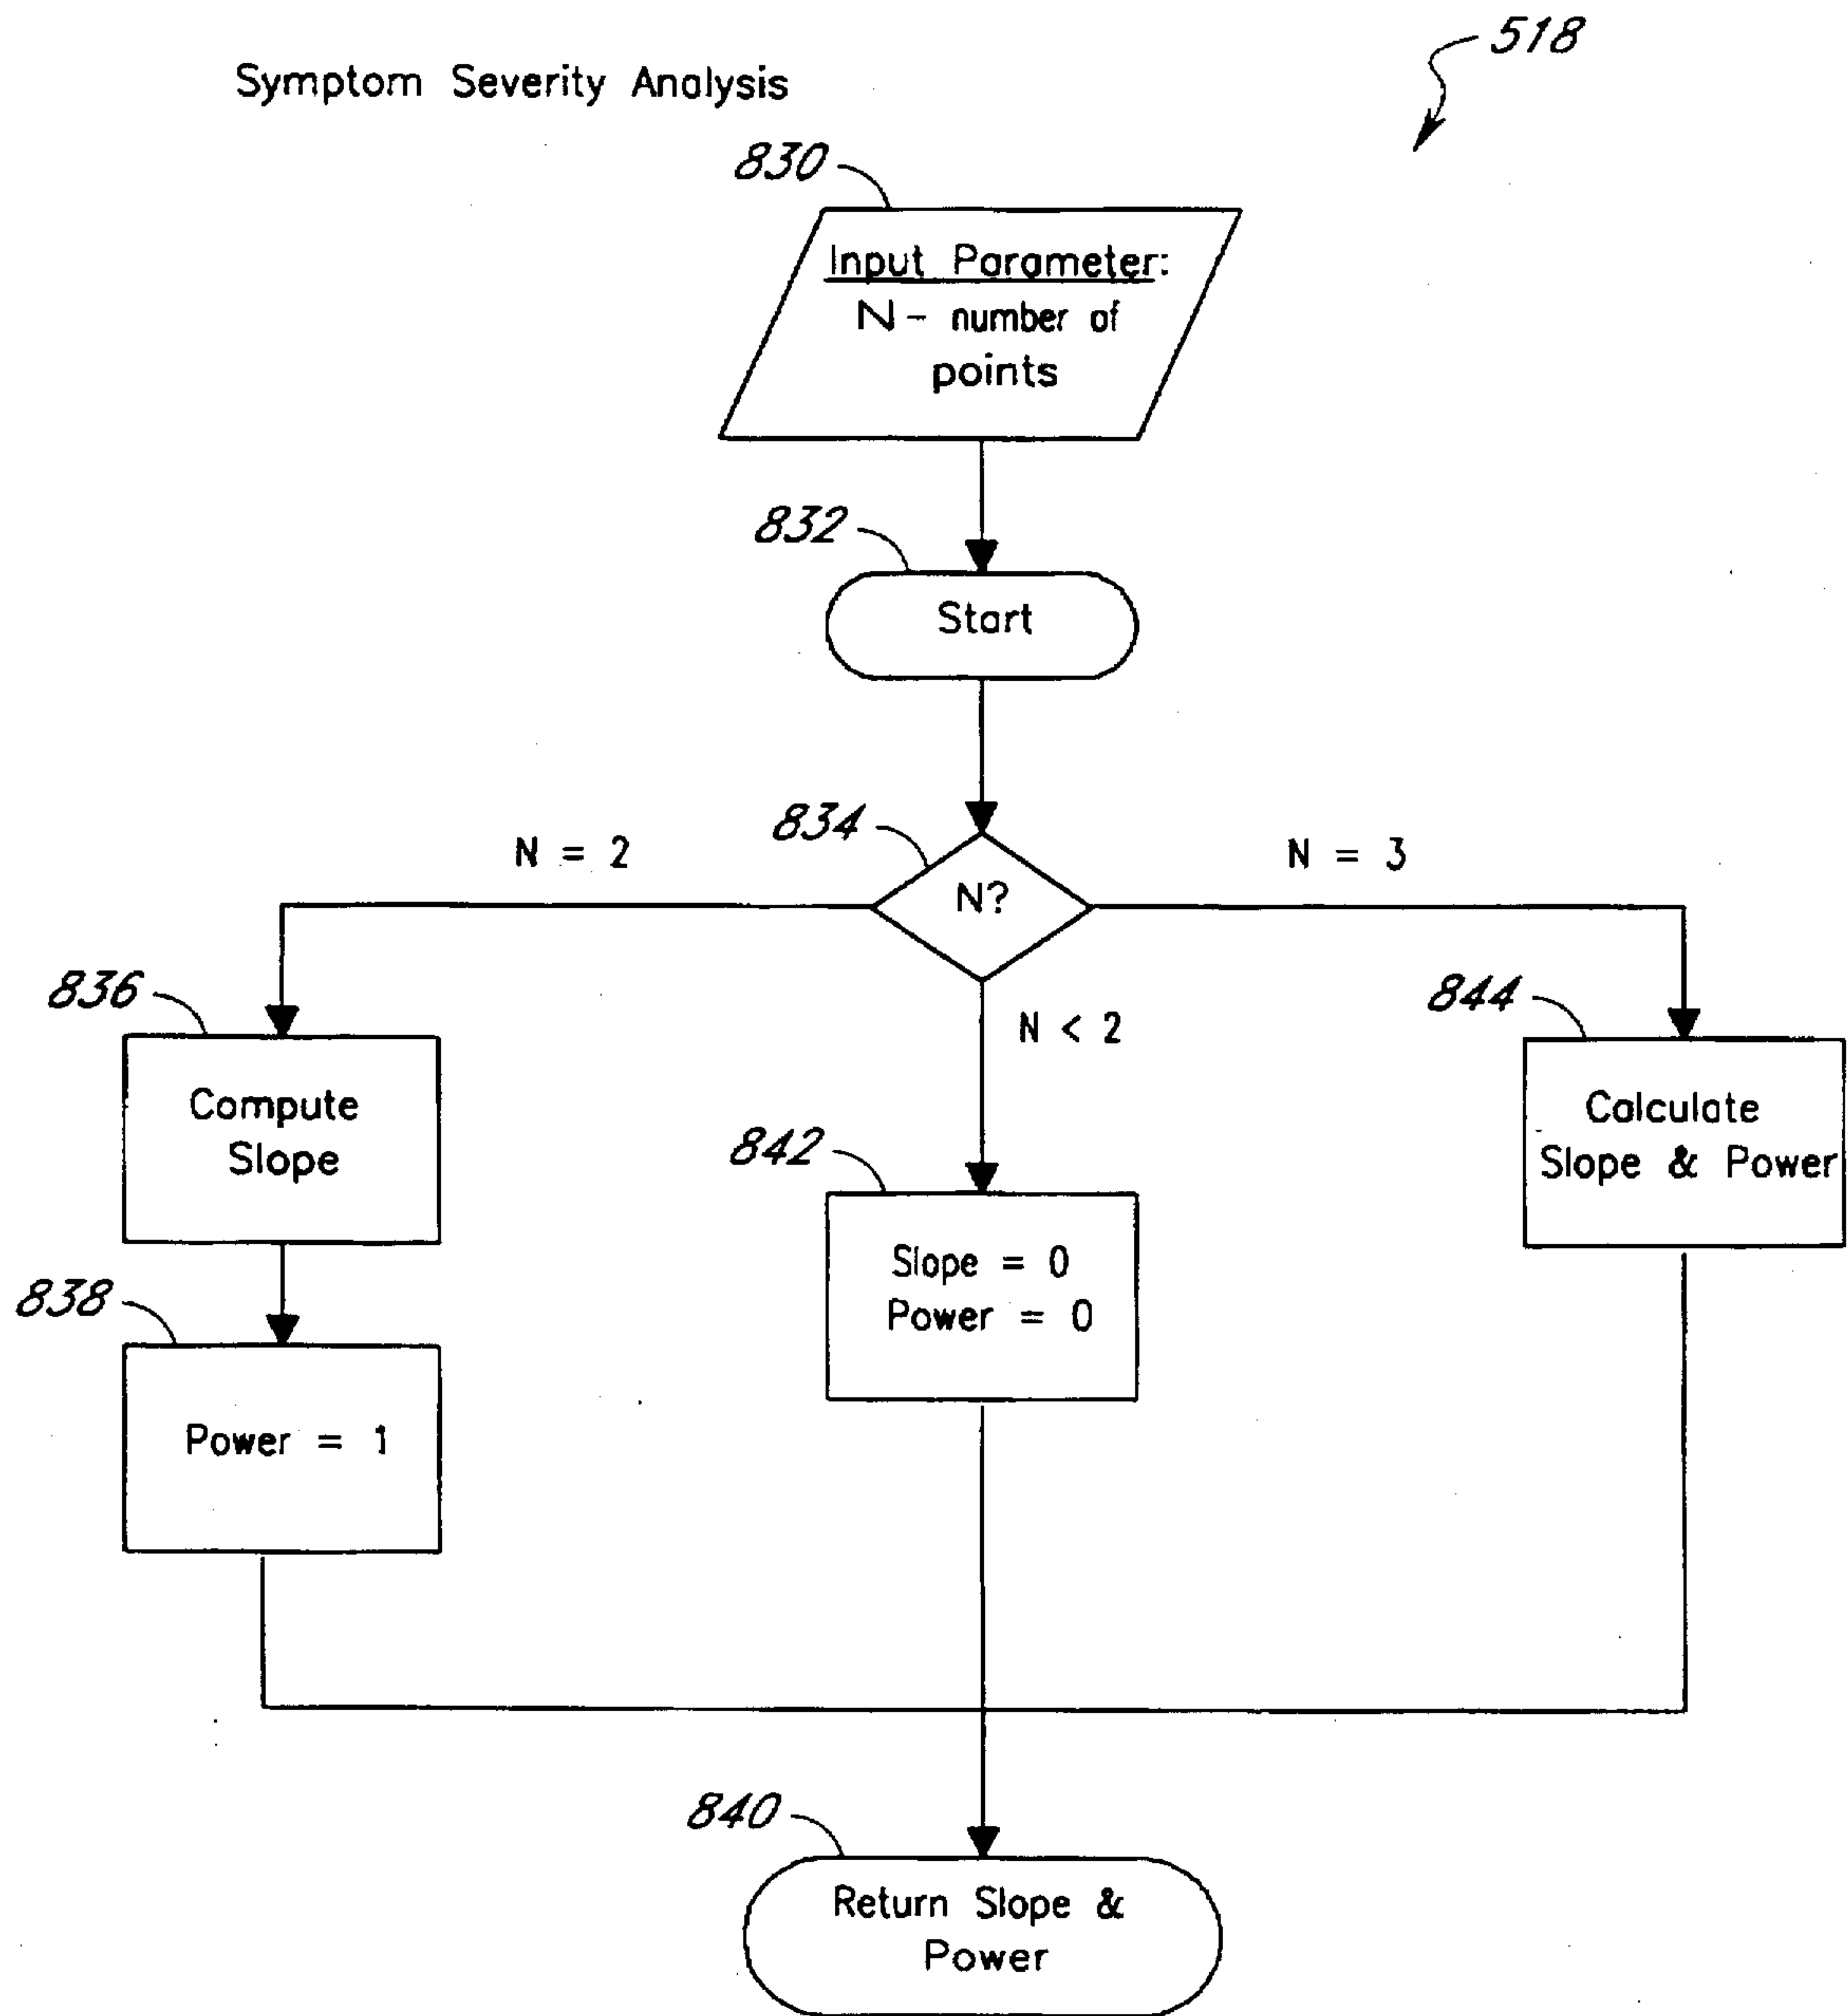 518
Symptom Severity Analysis
830
Input Parameter:
N - number of
points
832
Start
834
N = 2
N?
N = 3
836
N < 2
844
Compute
Slope
Calculate
Slope & Power
842
Slope = 0
Power = 0
838
Power = 1
840
Return Slope &
Power